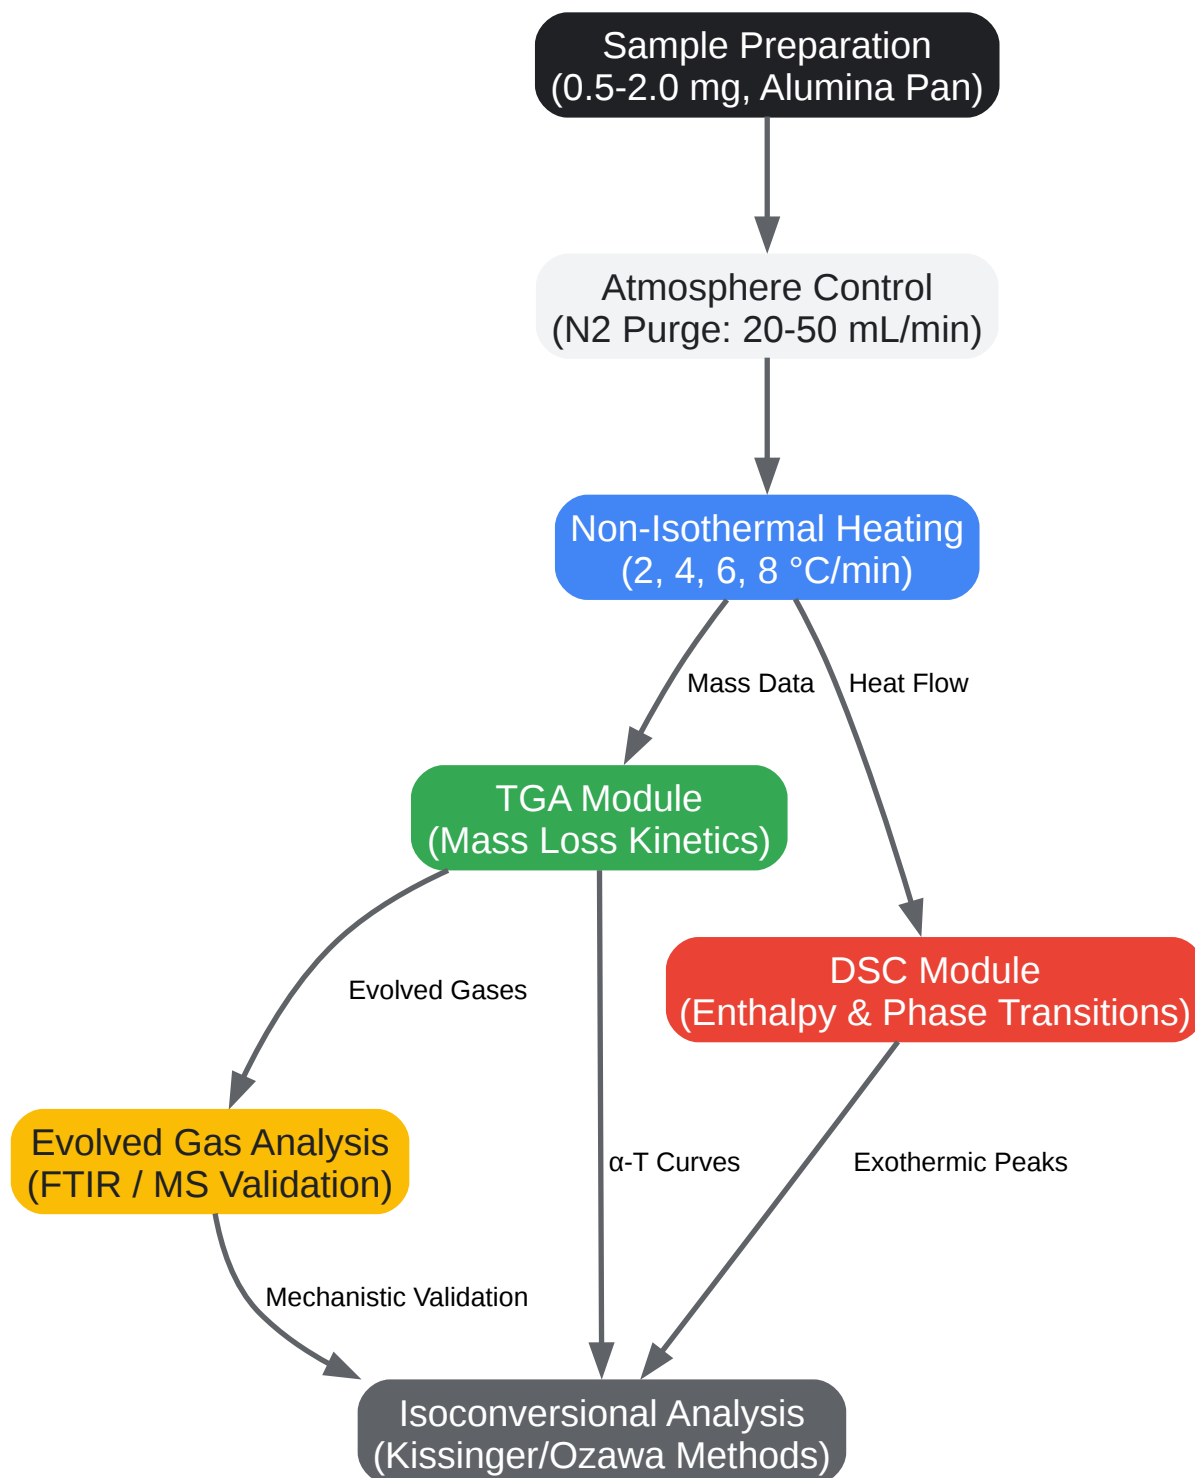 Sample Preparation
(0.5-2.0 mg, Alumina Pan)
Atmosphere Control
(N2 Purge: 20-50 mL/min)
Non-Isothermal Heating
(2, 4, 6, 8 °C/min)
Mass Data
Heat Flow
TGA Module
(Mass Loss Kinetics)
DSC Module
(Enthalpy & Phase Transitions)
Evolved Gases
Evolved Gas Analysis
(FTIR / MS Validation)
α-T Curves
Exothermic Peaks
Mechanistic Validation
Isoconversional Analysis
(Kissinger/Ozawa Methods)